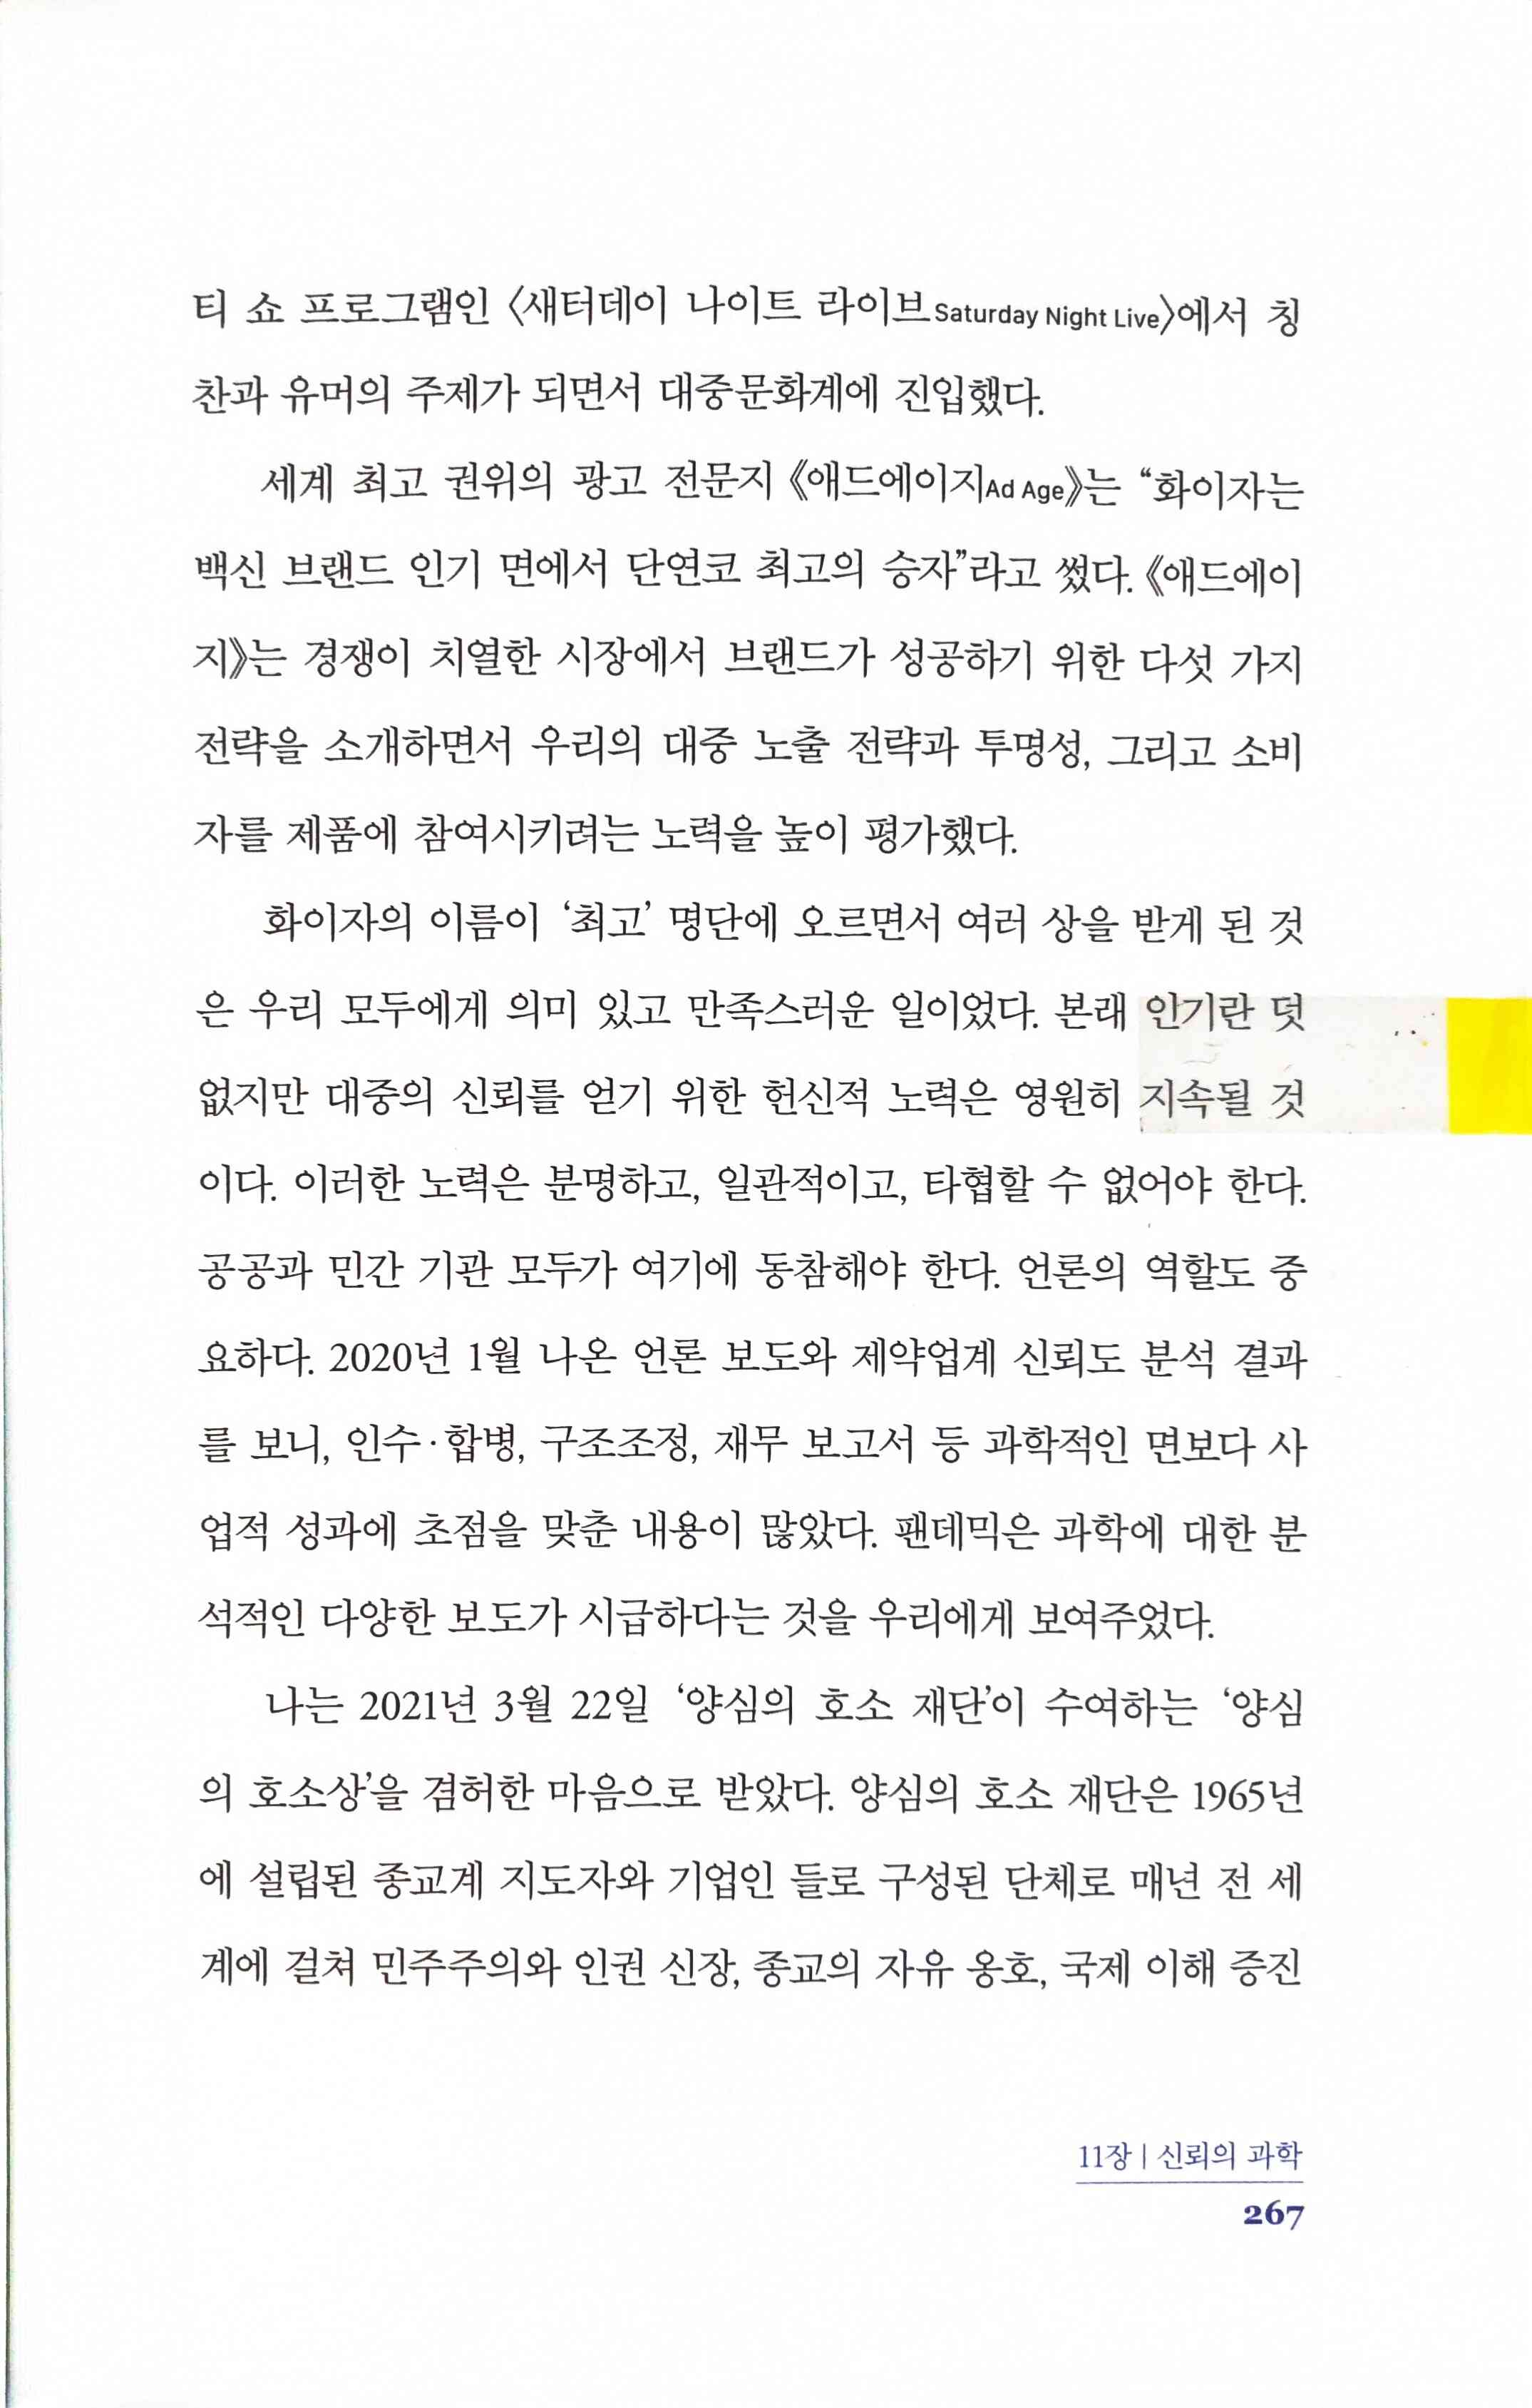 티 쇼 프로그램인 〈새터데이 나이트 라이브Saturday Night Live〉에서 칭
찬과 유머의 주제가 되면서 대중문화계에 진입했다.
세계 최고 권위의 광고 전문지 《애드에이지Ad Age》는 “화이자는
백신 브랜드 인기 면에서 단연코 최고의 승자”라고 썼다. 《애드에이
지》는 경쟁이 치열한 시장에서 브랜드가 성공하기 위한 다섯 가지
전략을 소개하면서 우리의 대중 노출 전략과 투명성, 그리고 소비
자를 제품에 참여시키려는 노력을 높이 평가했다.
화이자의 이름이 ‘최고’ 명단에 오르면서 여러 상을 받게 된 것
은 우리 모두에게 의미 있고 만족스러운 일이었다. 본래 인기란 덧
없지만 대중의 신뢰를 얻기 위한 헌신적 노력은 영원히 지속될 것
이다. 이러한 노력은 분명하고, 일관적이고, 타협할 수 없어야 한다.
공공과 민간 기관 모두가 여기에 동참해야 한다. 언론의 역할도 중
요하다. 2020년 1월 나온 언론 보도와 제약업계 신뢰도 분석 결과
를 보니, 인수·합병, 구조조정, 재무 보고서 등 과학적인 면보다 사
업적 성과에 초점을 맞춘 내용이 많았다. 팬데믹은 과학에 대한 분
석적인 다양한 보도가 시급하다는 것을 우리에게 보여주었다.
나는 2021년 3월 22일 ‘양심의 호소 재단’이 수여하는 ‘양심
의 호소상’을 겸허한 마음으로 받았다. 양심의 호소 재단은 1965년
에 설립된 종교계 지도자와 기업인 들로 구성된 단체로 매년 전 세
계에 걸쳐 민주주의와 인권 신장, 종교의 자유 옹호, 국제 이해 증진
11장 | 신뢰의 과학
267